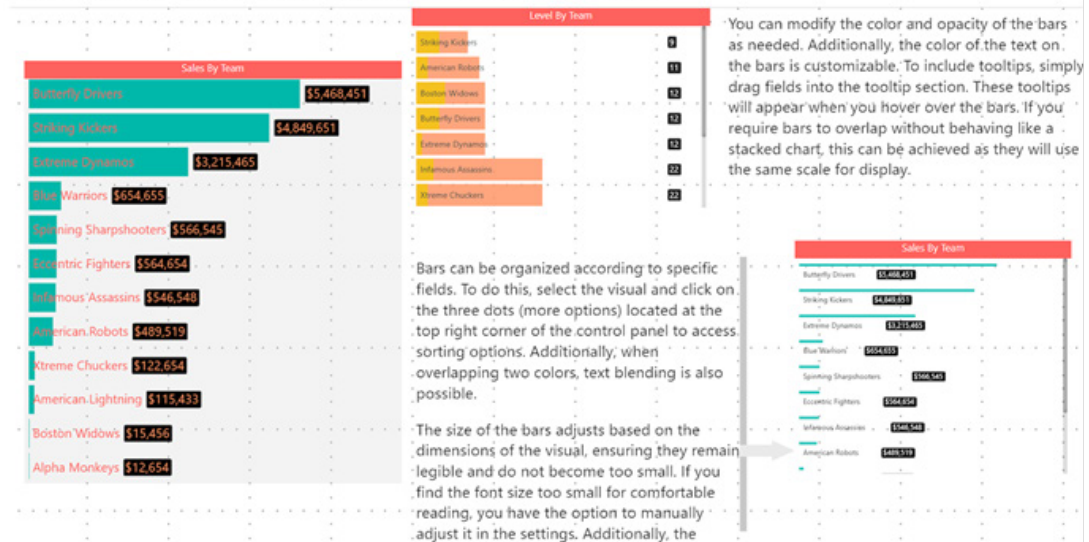 Sales By Team
Butterfly Drivers $5,468,451
Striking Kickers $4,849,651
Extreme Dynamos $3,215,465
Blue Warriors $654,655
Spinning Sharpshooters $566,545
Eccentric Fighters $564,654
Infamous Assassins $546,548
American Robots $489,519
Xtreme Chuckers $122,654
American Lightning $115,433
Boston Widows $15,456
Alpha Monkeys $12,654
Level By Team
Striking Kickers 9
American Robots 11
Boston Widows 12
Butterfly Drivers 12
Extreme Dynamos 12
Infamous Assassins 22
Xtreme Chuckers 22
You can modify the color and opacity of the bars
as needed. Additionally, the color of the text on
the bars is customizable. To include tooltips, simply
drag fields into the tooltip section. These tooltips
will appear when you hover over the bars. If you
require bars to overlap without behaving like a
stacked chart, this can be achieved as they will use
the same scale for display.
Bars can be organized according to specific
fields. To do this, select the visual and click on
the three dots (more options) located at the
top right corner of the control panel to access
sorting options. Additionally, when
overlapping two colors, text blending is also
possible.
The size of the bars adjusts based on the
dimensions of the visual, ensuring they remain
legible and do not become too small. If you
find the font size too small for comfortable
reading, you have the option to manually
adjust it in the settings. Additionally, the
Sales By Team
Butterfly Drivers $5,468,451
Striking Kickers $4,849,651
Extreme Dynamos $3,215,465
Blue Warriors $654,655
Spinning Sharpshooters $566,545
Eccentric Fighters $564,654
Infamous Assassins $546,548
American Robots $489,519